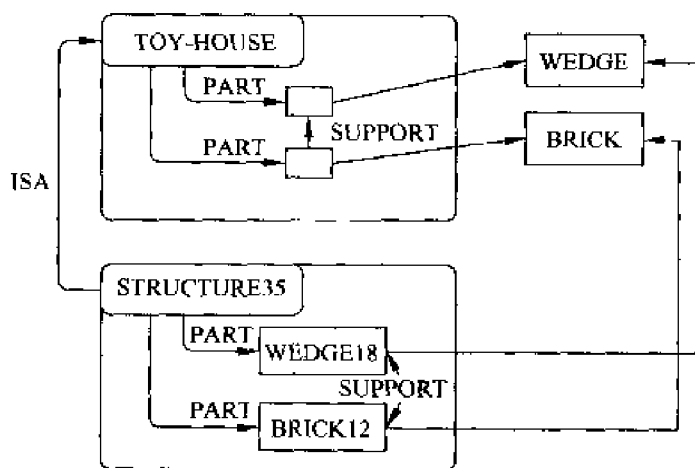 TOY-HOUSE
WEDGE
PART
SUPPORT
BRICK
PART
ISA
STRUCTURE35
PART
WEDGE18
SUPPORT
PART
BRICK12